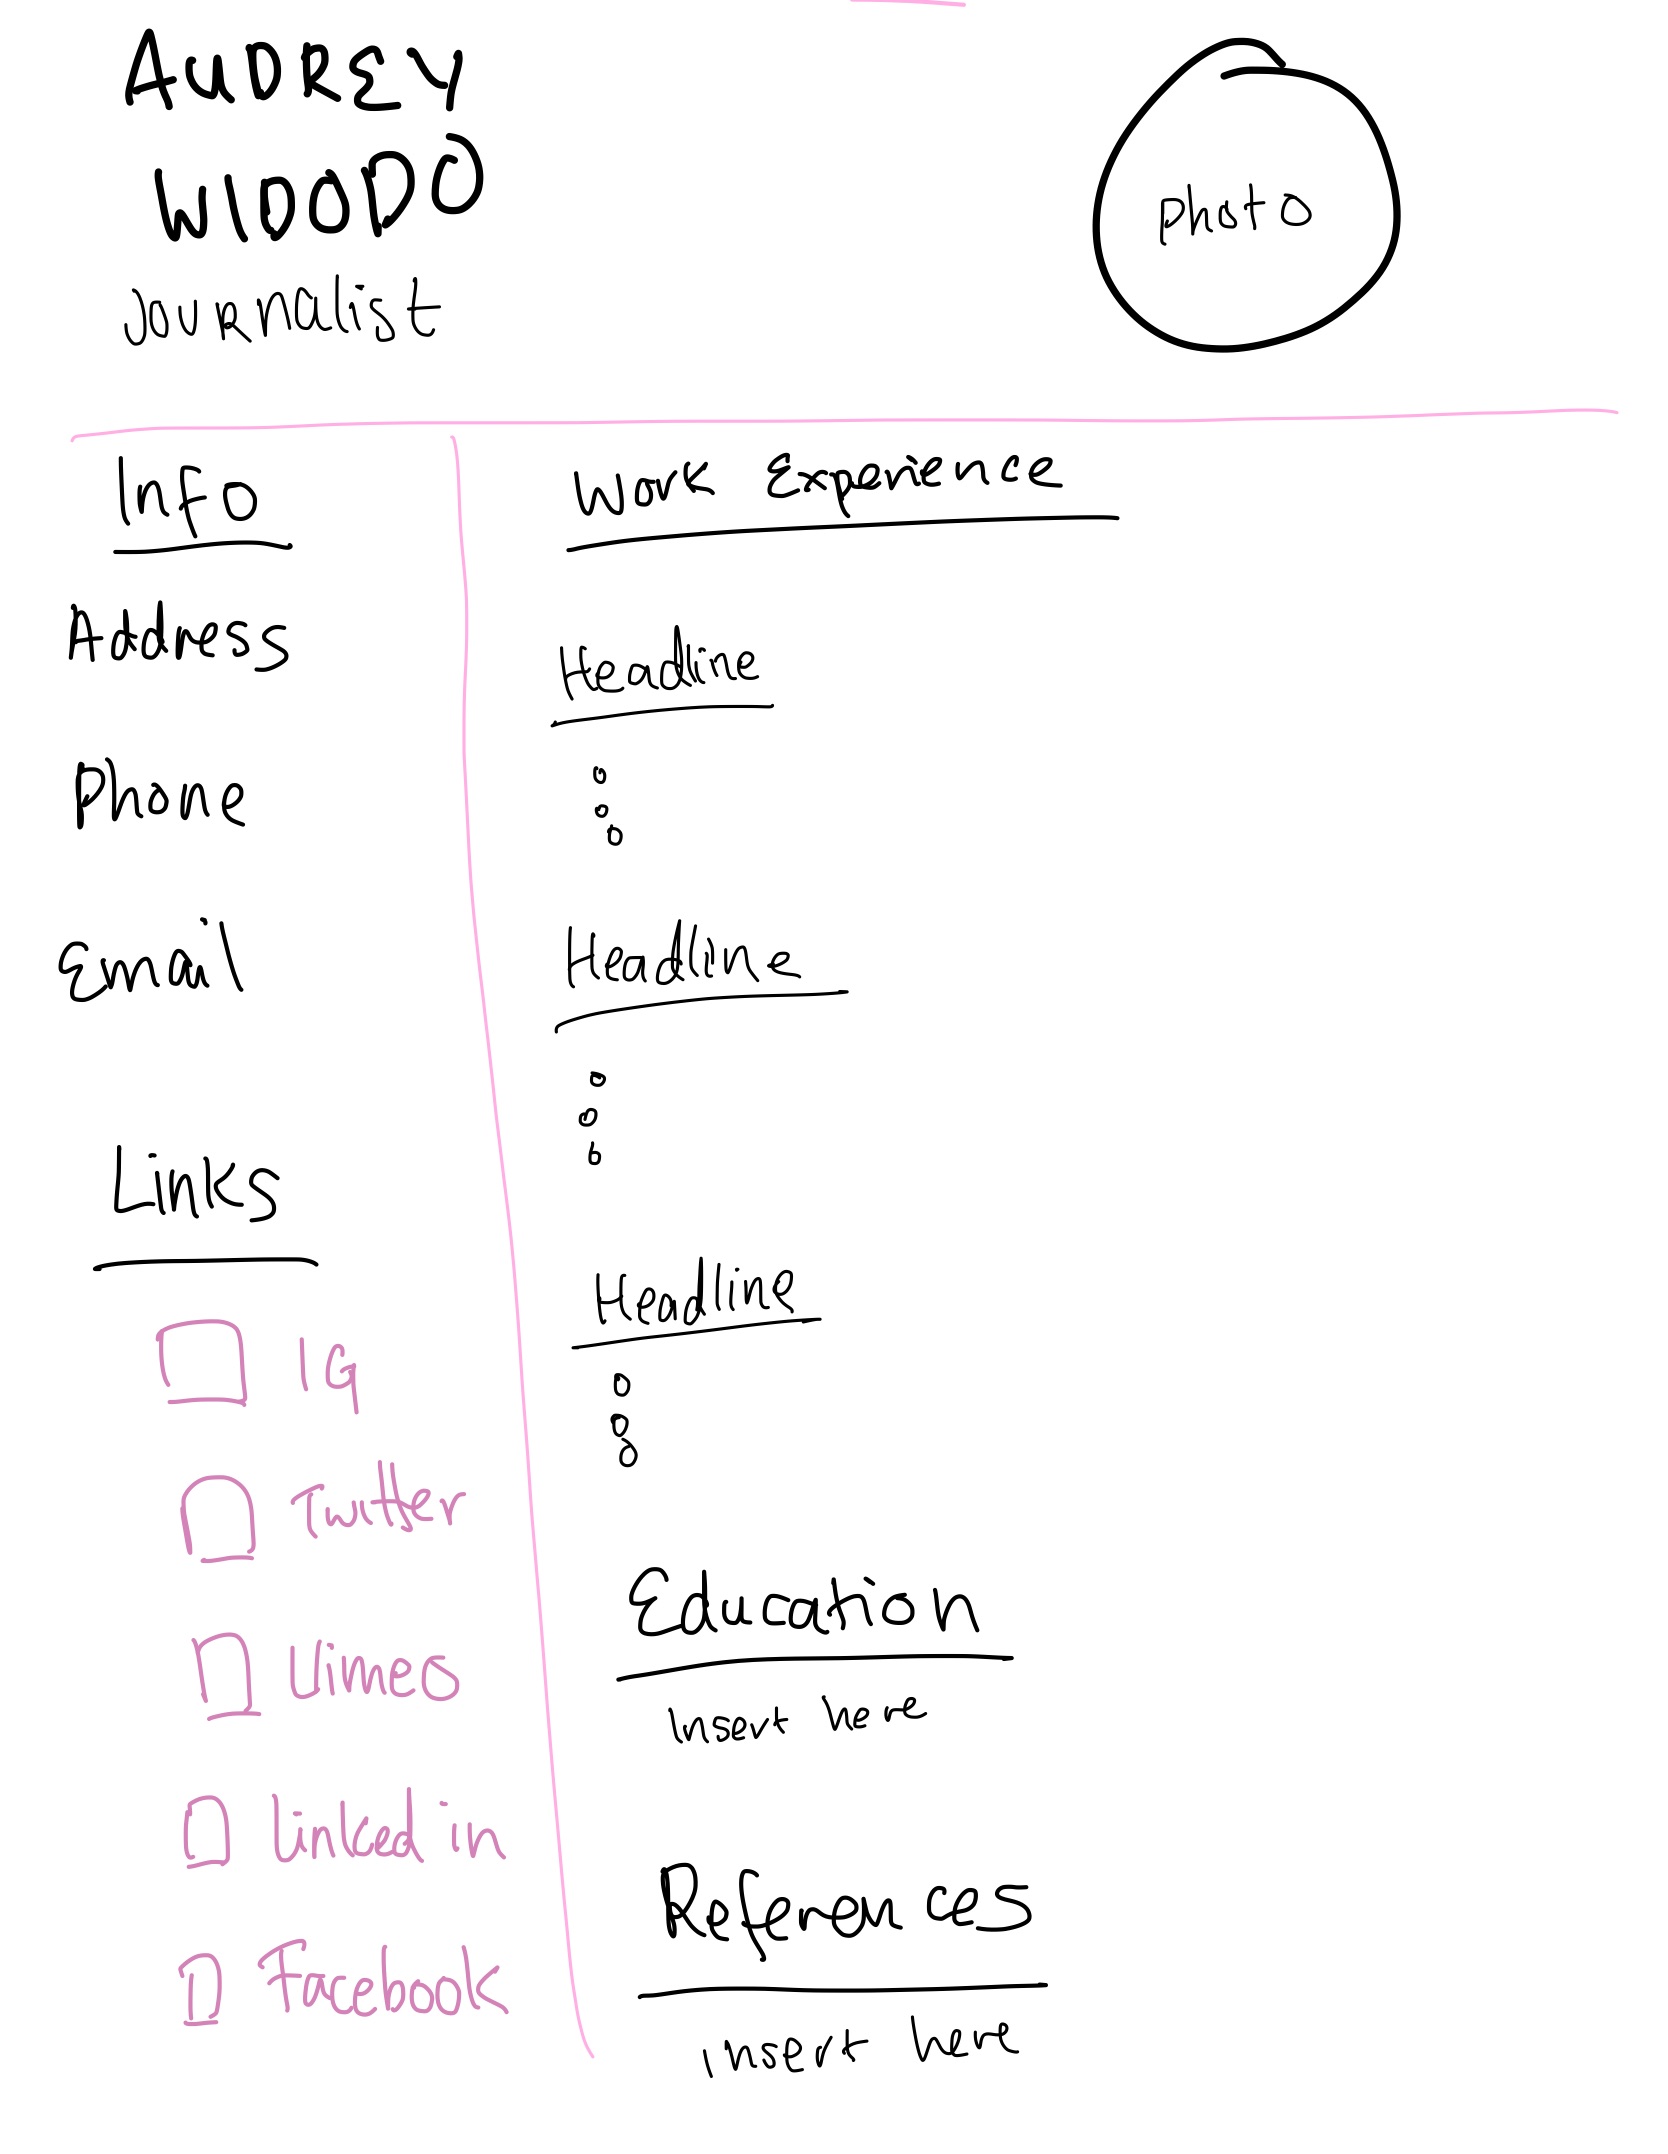 AUDREY
WIDODO
Journalist
photo
Info
Address
Phone
Email
Links
IG
Twitter
Vimeo
Linked in
Facebook
Work Experience
Headline
Headline
Headline
Education
Insert here
References
insert here